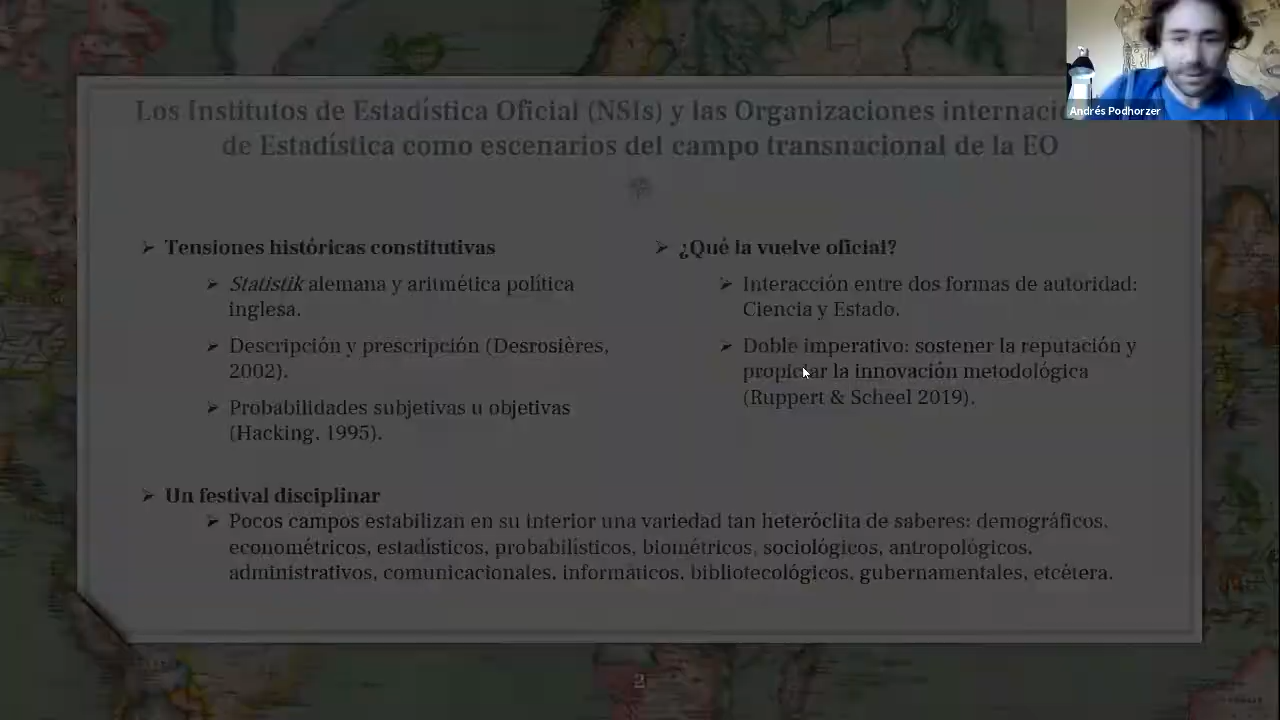 Andrés Podhorzer
Los Institutos de Estadística Oficial (NSIs) y las Organizaciones
de Estadística como escenarios del campo transnacional de la EO
➢ Tensiones históricas constitutivas
➢ Statistik alemana y aritmética política
inglesa.
➢ Descripción y prescripción (Desrosières,
2002).
➢ Probabilidades subjetivas u objetivas
(Hacking, 1995).
➢ ¿Qué la vuelve oficial?
➢ Interacción entre dos formas de autoridad:
Ciencia y Estado.
➢ Doble imperativo: sostener la reputación y
propiciar la innovación metodológica
(Ruppert & Scheel 2019).
➢ Un festival disciplinar
➢ Pocos campos estabilizan en su interior una variedad tan heteróclita de saberes: demográficos,
econométricos, estadísticos, probabilísticos, biométricos, sociológicos, antropológicos,
administrativos, comunicacionales, informáticos, bibliotecológicos, gubernamentales, etcétera.
2